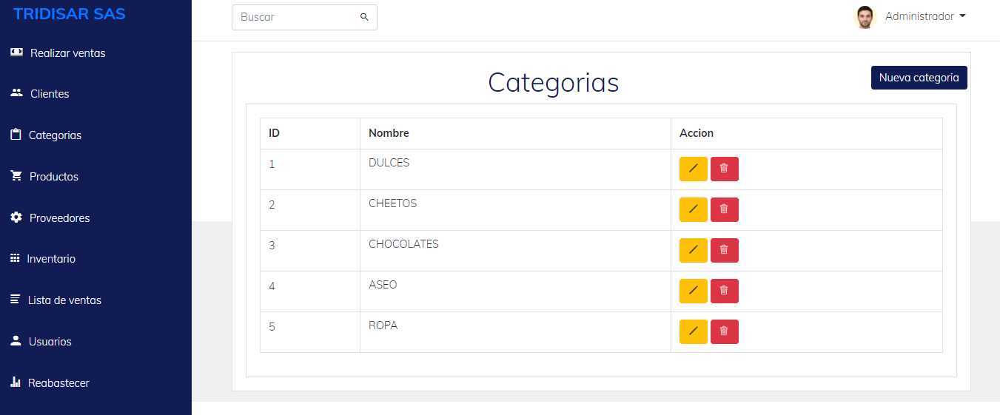 TRIDISAR SAS
Realizar ventas
Clientes
Categorias
Productos
Proveedores
Inventario
Lista de ventas
Usuarios
Reabastecer
Buscar
Administrador
Categorias
Nueva categoria
ID Nombre Accion
1 DULCES
2 CHEETOS
3 CHOCOLATES
4 ASEO
5 ROPA